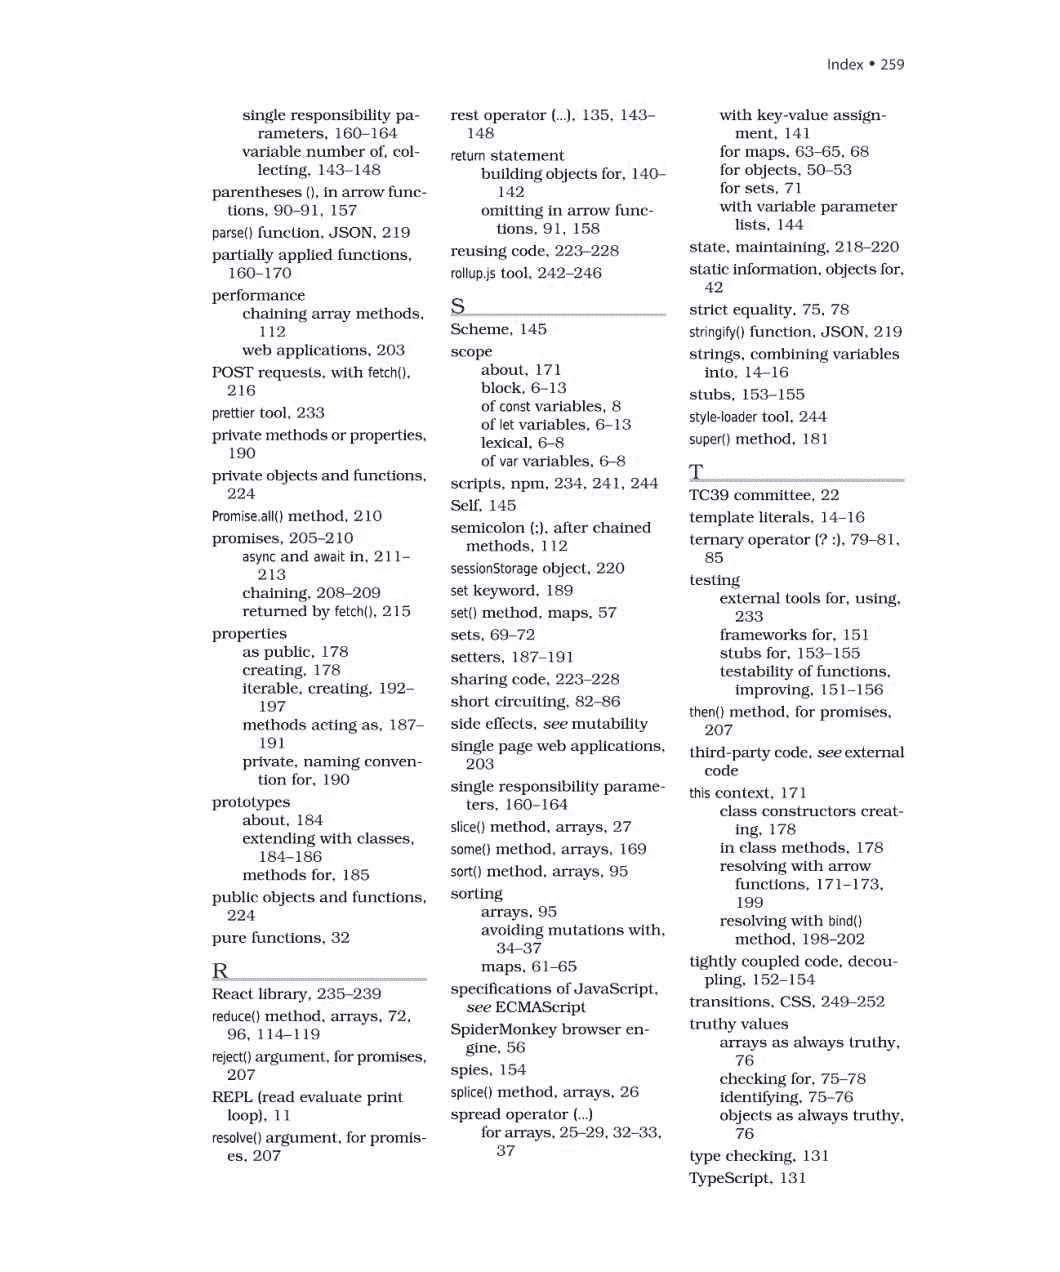 Index • 259
single responsibility pa-
rameters, 160–164
variable number of, col-
lecting, 143–148
parentheses (), in arrow func-
tions, 90–91, 157
parse() function, JSON, 219
partially applied functions,
160–170
performance
chaining array methods,
112
web applications, 203
POST requests, with fetch(),
216
prettier tool, 233
private methods or properties,
190
private objects and functions,
224
Promise.all() method, 210
promises, 205–210
async and await in, 211–
213
chaining, 208–209
returned by fetch(), 215
properties
as public, 178
creating, 178
iterable, creating, 192–
197
methods acting as, 187–
191
private, naming conven-
tion for, 190
prototypes
about, 184
extending with classes,
184–186
methods for, 185
public objects and functions,
224
pure functions, 32
R
React library, 235–239
reduce() method, arrays, 72,
96, 114–119
reject() argument, for promises,
207
REPL (read evaluate print
loop), 11
resolve() argument, for promis-
es, 207
rest operator (...), 135, 143–
148
return statement
building objects for, 140–
142
omitting in arrow func-
tions, 91, 158
reusing code, 223–228
rollup.js tool, 242–246
S
Scheme, 145
scope
about, 171
block, 6–13
of const variables, 8
of let variables, 6–13
lexical, 6–8
of var variables, 6–8
scripts, npm, 234, 241, 244
Self, 145
semicolon (;), after chained
methods, 112
sessionStorage object, 220
set keyword, 189
set() method, maps, 57
sets, 69–72
setters, 187–191
sharing code, 223–228
short circuiting, 82–86
side effects, see mutability
single page web applications,
203
single responsibility parame-
ters, 160–164
slice() method, arrays, 27
some() method, arrays, 169
sort() method, arrays, 95
sorting
arrays, 95
avoiding mutations with,
34–37
maps, 61–65
specifications of JavaScript,
see ECMAScript
SpiderMonkey browser en-
gine, 56
spies, 154
splice() method, arrays, 26
spread operator (...)
for arrays, 25–29, 32–33,
37
with key-value assign-
ment, 141
for maps, 63–65, 68
for objects, 50–53
for sets, 71
with variable parameter
lists, 144
state, maintaining, 218–220
static information, objects for,
42
strict equality, 75, 78
stringify() function, JSON, 219
strings, combining variables
into, 14–16
stubs, 153–155
style-loader tool, 244
super() method, 181
T
TC39 committee, 22
template literals, 14–16
ternary operator (? :), 79–81,
85
testing
external tools for, using,
233
frameworks for, 151
stubs for, 153–155
testability of functions,
improving, 151–156
then() method, for promises,
207
third-party code, see external
code
this context, 171
class constructors creat-
ing, 178
in class methods, 178
resolving with arrow
functions, 171–173,
199
resolving with bind()
method, 198–202
tightly coupled code, decou-
pling, 152–154
transitions, CSS, 249–252
truthy values
arrays as always truthy,
76
checking for, 75–78
identifying, 75–76
objects as always truthy,
76
type checking, 131
TypeScript, 131